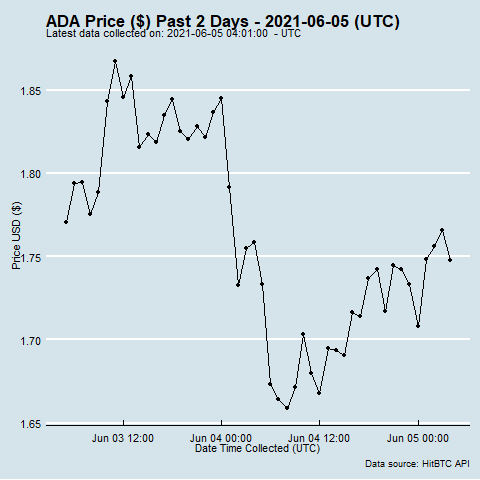 ADA Price ($) Past 2 Days - 2021-06-05 (UTC)
Latest data collected on: 2021-06-05 04:01:00  - UTC
Price USD ($)
1.85
1.80
1.75
1.70
1.65
Jun 03 12:00
Jun 04 00:00
Jun 04 12:00
Jun 05 00:00
Date Time Collected (UTC)
Data source: HitBTC API